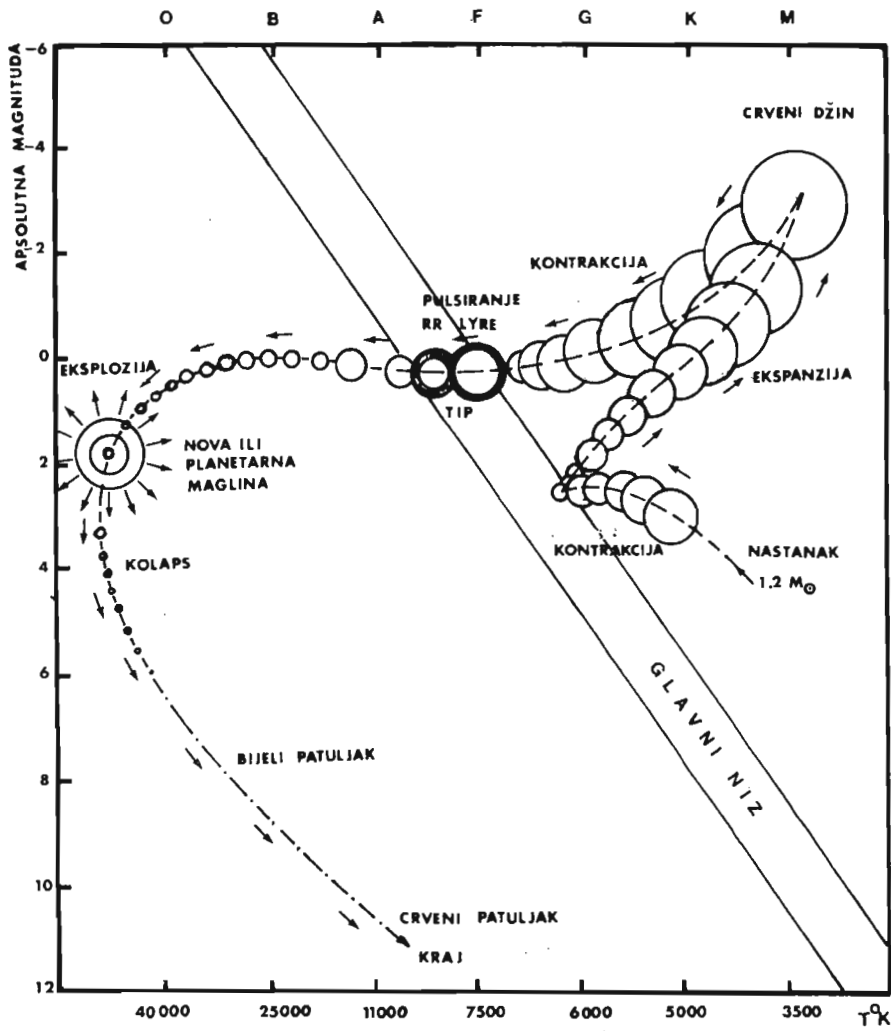 O B A F G K M
APSOLUTNA MAGNITUDA
-6
-4
-2
0
2
4
6
8
10
12
CRVENI DŽIN
KONTRAKCIJA
PULSIRANJE
RR LYRE
TIP
EKSPLOZIJA
EKSPANZIJA
NOVA ILI
PLANETARNA
MAGLINA
KONTRAKCIJA
NASTANAK
1,2 M☉
KOLAPS
GLAVNI NIZ
BIJELI PATULJAK
CRVENI PATULJAK
KRAJ
40 000 25000 11000 7500 6000 5000 3500 T°K